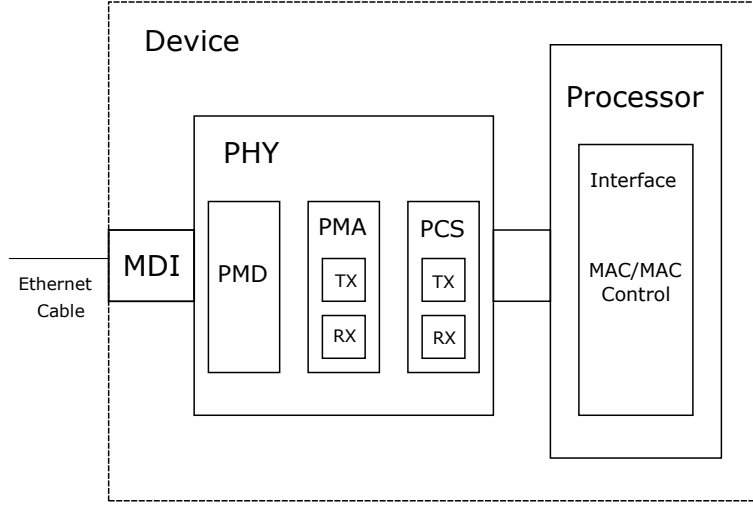 Device
Processor
PHY
Interface
PMA
PCS
MDI
PMD
TX
TX
MAC/MAC
Control
Ethernet
Cable
RX
RX